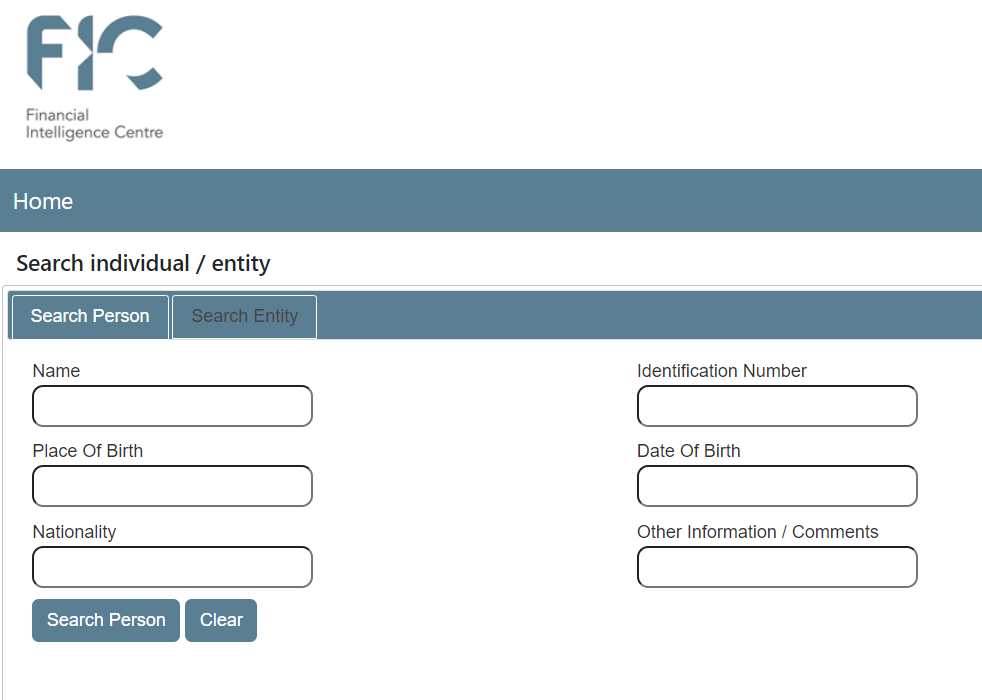 FIC
Financial
Intelligence Centre
Home
Search individual / entity
Search Person
Search Entity
Name
Identification Number
Place Of Birth
Date Of Birth
Nationality
Other Information / Comments
Search Person
Clear